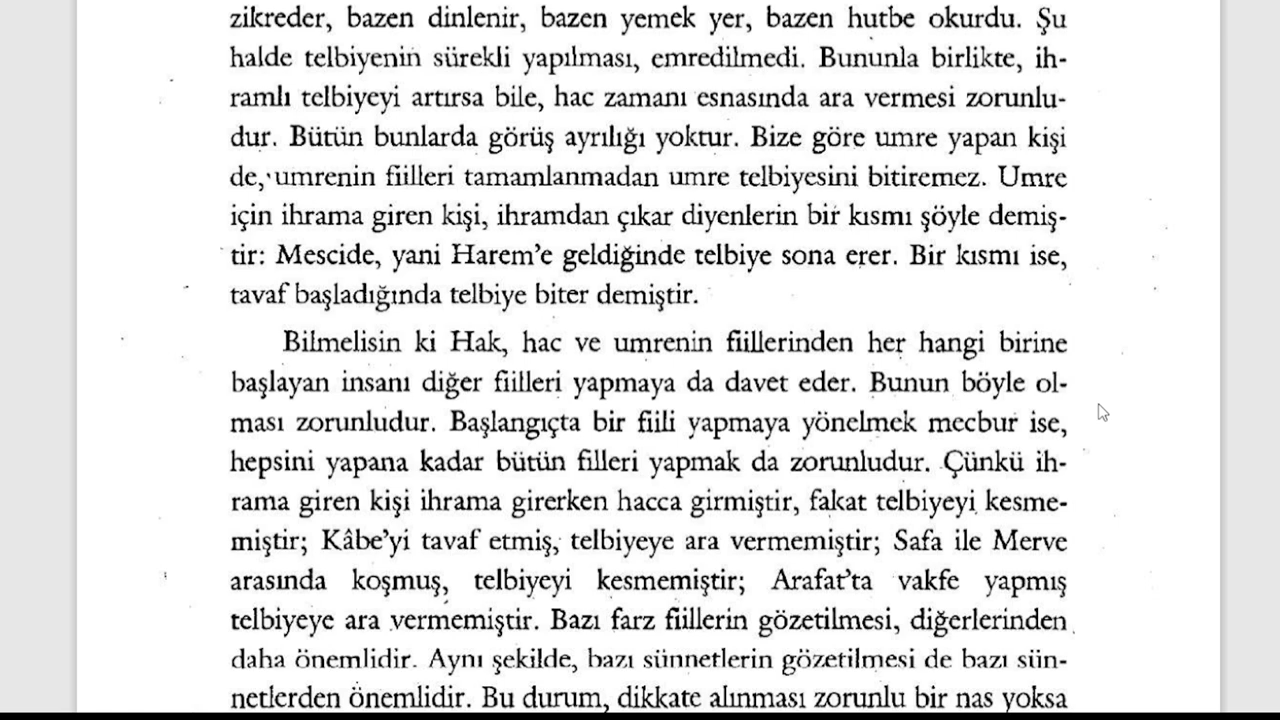 zikreder, bazen dinlenir, bazen yemek yer, bazen hutbe okurdu. Şu
halde telbiyenin sürekli yapılması, emredilmedi. Bununla birlikte, ih-
ramlı telbiyeyi artırsa bile, hac zamanı esnasında ara vermesi zorunlu-
dur. Bütün bunlarda görüş ayrılığı yoktur. Bize göre umre yapan kişi
de, umrenin fiilleri tamamlanmadan umre telbiyesini bitiremez. Umre
için ihrama giren kişi, ihramdan çıkar diyenlerin bir kısmı şöyle demiş-
tir: Mescide, yani Harem’e geldiğinde telbiye sona erer. Bir kısmı ise,
tavaf başladığında telbiye biter demiştir.
Bilmelisin ki Hak, hac ve umrenin fiillerinden her hangi birine
başlayan insanı diğer fiilleri yapmaya da davet eder. Bunun böyle ol-
ması zorunludur. Başlangıçta bir fiili yapmaya yönelmek mecbur ise,
hepsini yapana kadar bütün filleri yapmak da zorunludur. Çünkü ih-
rama giren kişi ihrama girerken hacca girmiştir, fakat telbiyeyi kesme-
miştir; Kâbe’yi tavaf etmiş, telbiyeye ara vermemiştir; Safa ile Merve
arasında koşmuş, telbiyeyi kesmemiştir; Arafat’ta vakfe yapmış
telbiyeye ara vermemiştir. Bazı farz fiillerin gözetilmesi, diğerlerinden
daha önemlidir. Aynı şekilde, bazı sünnetlerin gözetilmesi de bazı sün-
netlerden önemlidir. Bu durum, dikkate alınması zorunlu bir nas yoksa